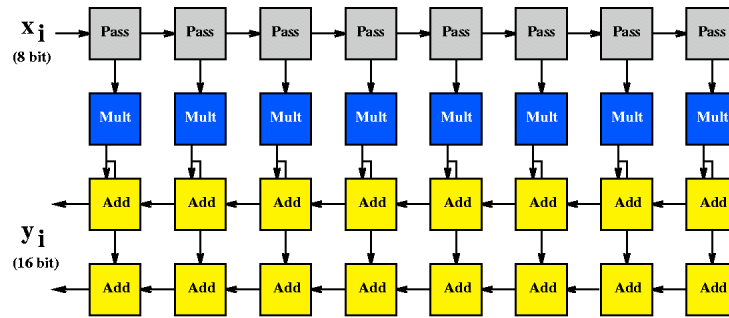 x i Pass Pass Pass Pass Pass Pass Pass Pass
(8 bit)
Mult Mult Mult Mult Mult Mult Mult Mult
Add Add Add Add Add Add Add Add
y i
(16 bit)
Add Add Add Add Add Add Add Add